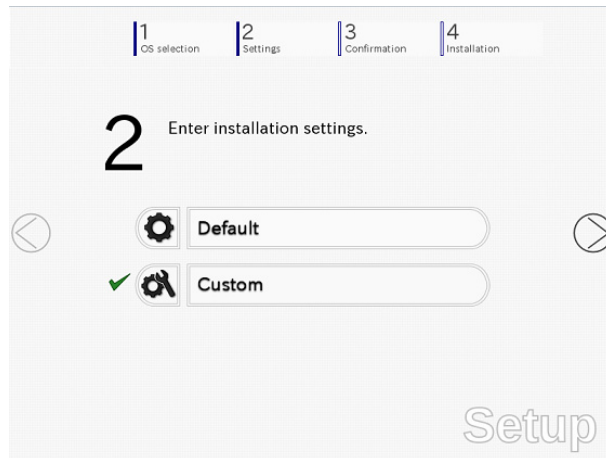 1
OS selection
2
Settings
3
Confirmation
4
Installation
2
Enter installation settings.
Default
Custom
Setup